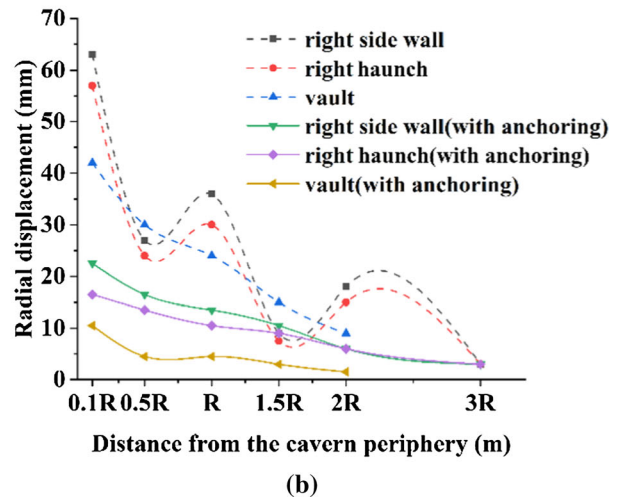 70
60
50
40
30
20
10
0
Radial displacement (mm)
right side wall
right haunch
vault
right side wall(with anchoring)
right haunch(with anchoring)
vault(with anchoring)
0.1R 0.5R R 1.5R 2R 3R
Distance from the cavern periphery (m)
(b)